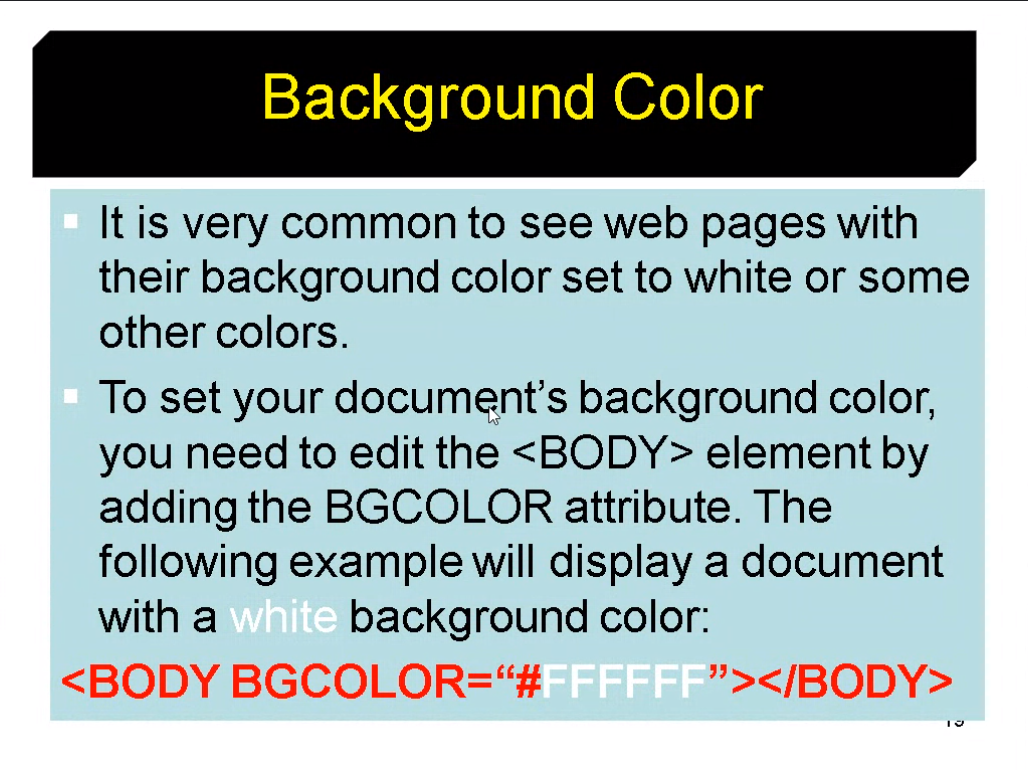 Background Color
It is very common to see web pages with
their background color set to white or some
other colors.
To set your document’s background color,
you need to edit the <BODY> element by
adding the BGCOLOR attribute. The
following example will display a document
with a white background color:
<BODY BGCOLOR=“#FFFFFF”></BODY>
19